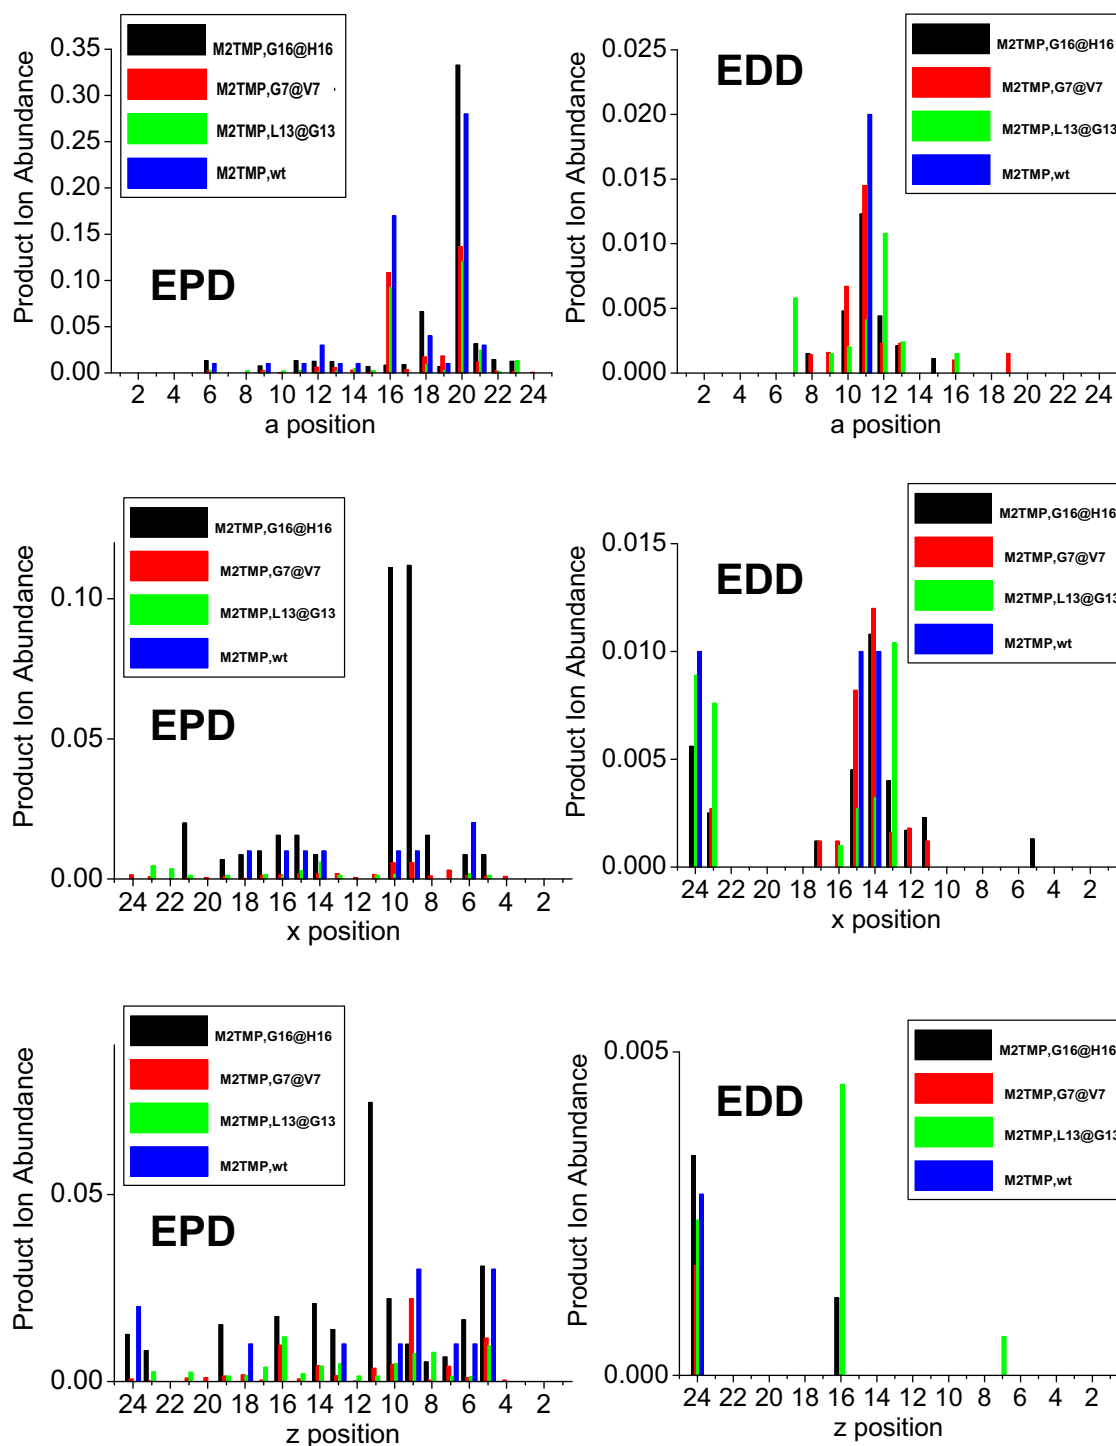 Product Ion Abundance
0.35
0.30
0.25
0.20
0.15
0.10
0.05
0.00
M2TMP,G16@H16
M2TMP,G7@V7
M2TMP,L13@G13
M2TMP,wt
EPD
2 4 6 8 10 12 14 16 18 20 22 24
a position
Product Ion Abundance
0.025
0.020
0.015
0.010
0.005
0.000
EDD
M2TMP,G16@H16
M2TMP,G7@V7
M2TMP,L13@G13
M2TMP,wt
2 4 6 8 10 12 14 16 18 20 22 24
a position
Product Ion Abundance
0.10
0.05
0.00
M2TMP,G16@H16
M2TMP,G7@V7
M2TMP,L13@G13
M2TMP,wt
EPD
24 22 20 18 16 14 12 10 8 6 4 2
x position
Product Ion Abundance
0.015
0.010
0.005
0.000
EDD
M2TMP,G16@H16
M2TMP,G7@V7
M2TMP,L13@G13
M2TMP,wt
24 22 20 18 16 14 12 10 8 6 4 2
x position
Product Ion Abundance
0.05
0.00
M2TMP,G16@H16
M2TMP,G7@V7
M2TMP,L13@G13
M2TMP,wt
EPD
24 22 20 18 16 14 12 10 8 6 4 2
z position
Product Ion Abundance
0.005
0.000
EDD
M2TMP,G16@H16
M2TMP,G7@V7
M2TMP,L13@G13
M2TMP,wt
24 22 20 18 16 14 12 10 8 6 4 2
z position